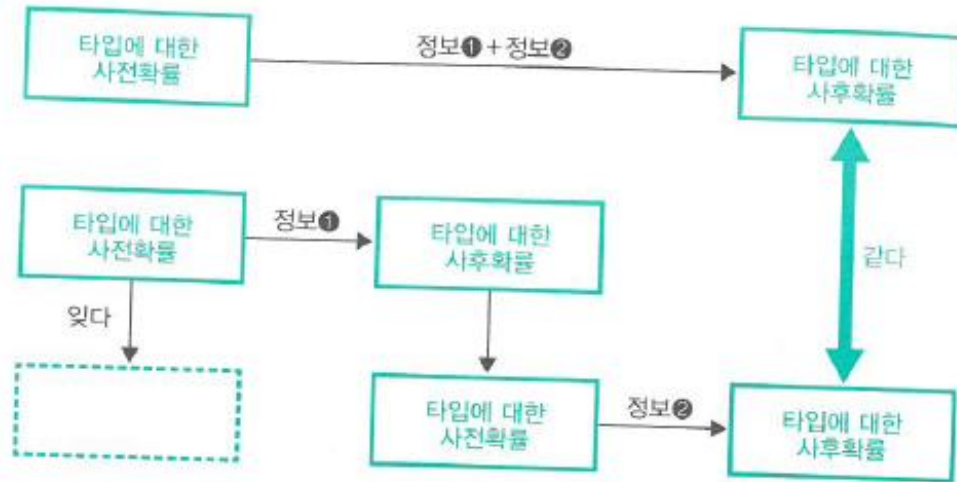 타입에 대한
사전확률
정보❶ + 정보❷
타입에 대한
사후확률
타입에 대한
사전확률
정보❶
타입에 대한
사후확률
같다
잊다
타입에 대한
사전확률
정보❷
타입에 대한
사후확률